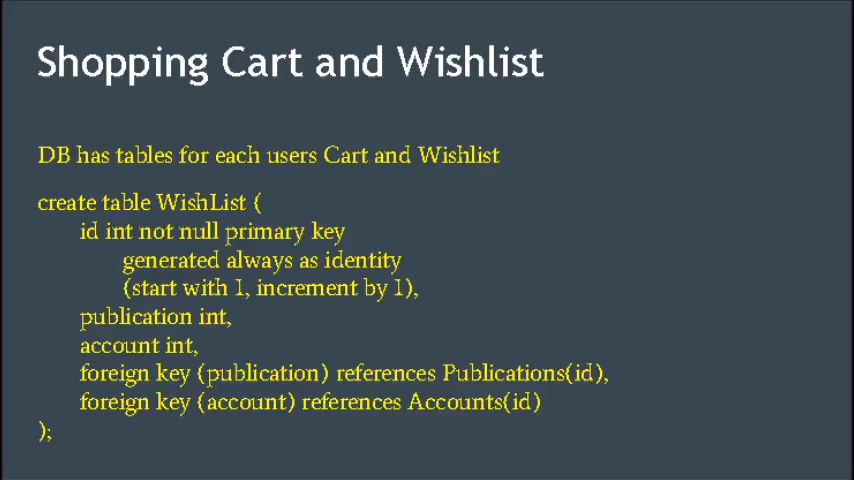 Shopping Cart and Wishlist
DB has tables for each users Cart and Wishlist
create table WishList (
id int not null primary key
generated always as identity
(start with 1, increment by 1),
publication int,
account int,
foreign key (publication) references Publications(id),
foreign key (account) references Accounts(id)
);